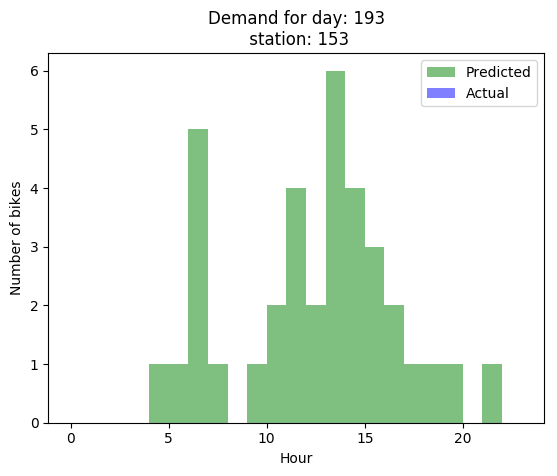 Demand for day: 193
station: 153
Predicted
Actual
Number of bikes
6
5
4
3
2
1
0
0 5 10 15 20
Hour